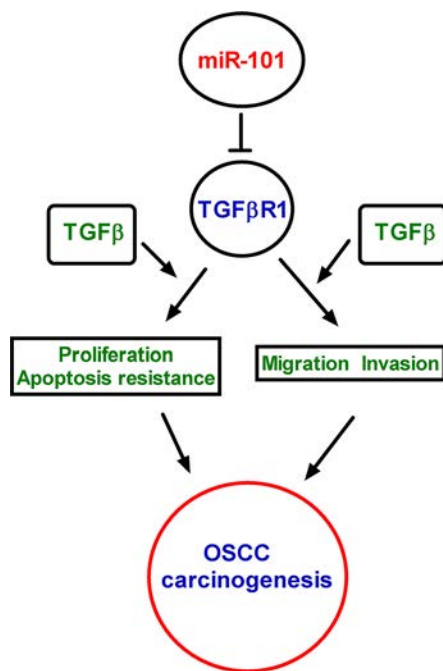 miR-101
TGFβR1
TGFβ
TGFβ
Proliferation
Apoptosis resistance
Migration Invasion
OSCC
carcinogenesis